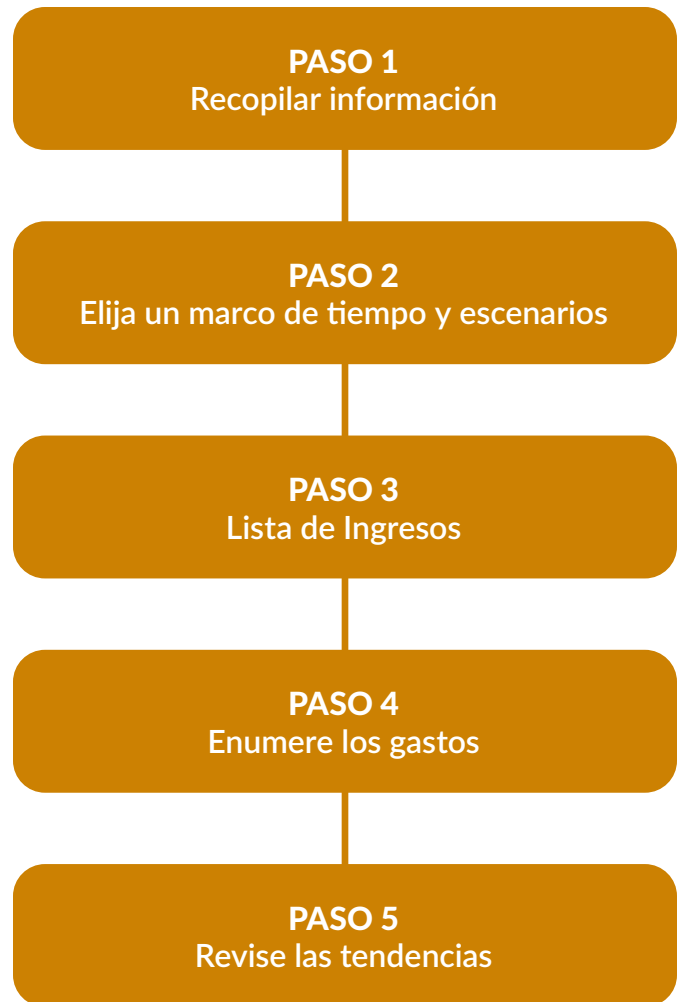 PASO 1
Recopilar información
PASO 2
Elija un marco de tiempo y escenarios
PASO 3
Lista de Ingresos
PASO 4
Enumere los gastos
PASO 5
Revise las tendencias